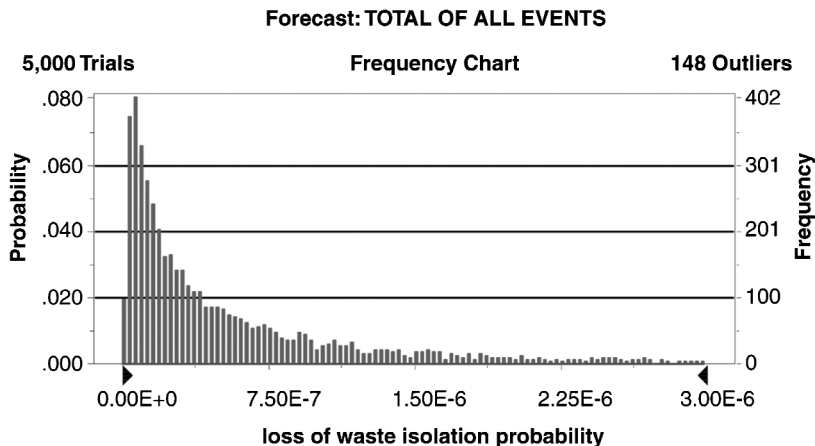 Forecast: TOTAL OF ALL EVENTS
5,000 Trials Frequency Chart 148 Outliers
.080 402
.060 301
.040 201
.020 100
.000 0
Probability
Frequency
0.00E+0 7.50E-7 1.50E-6 2.25E-6 3.00E-6
loss of waste isolation probability